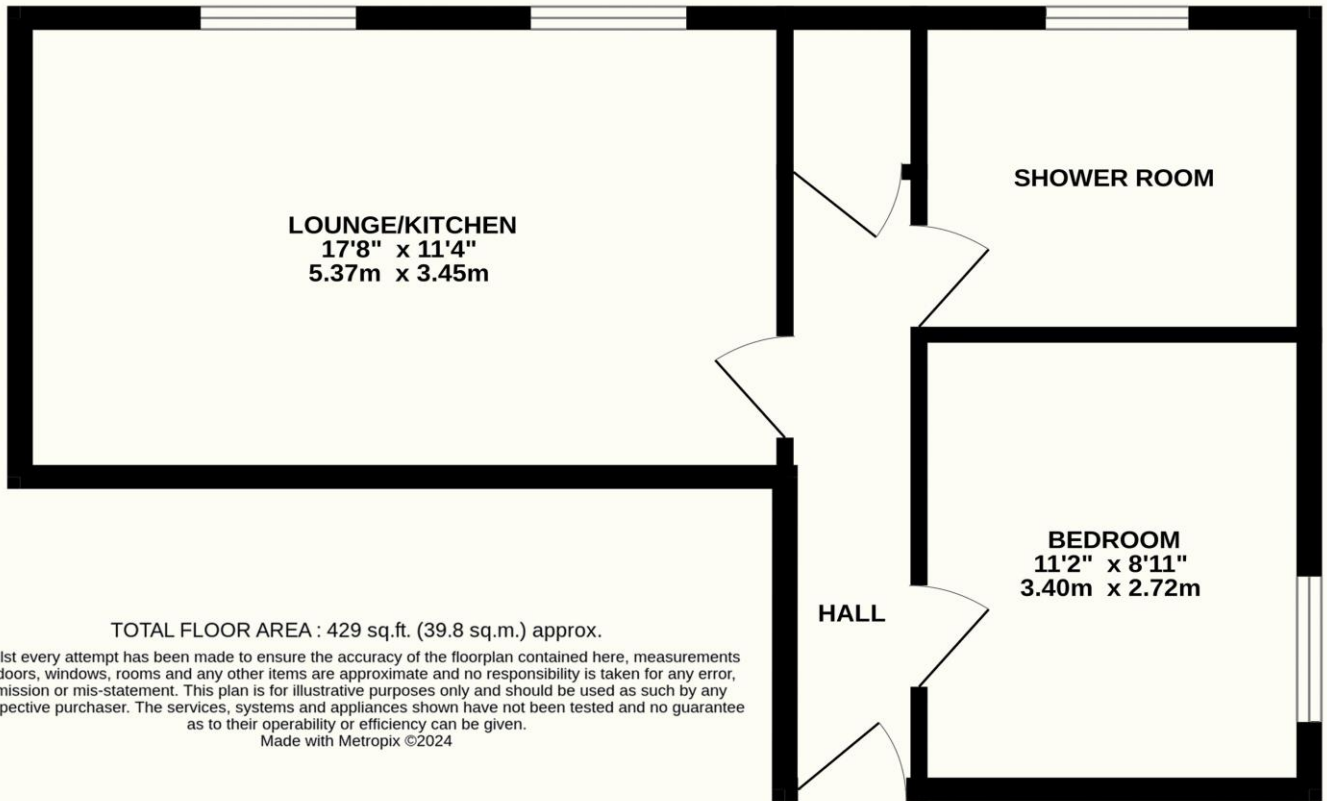 LOUNGE/KITCHEN
17'8" x 11'4"
5.37m x 3.45m
SHOWER ROOM
BEDROOM
11'2" x 8'11"
3.40m x 2.72m
HALL
TOTAL FLOOR AREA : 429 sq.ft. (39.8 sq.m.) approx.
lst every attempt has been made to ensure the accuracy of the floorplan contained here, measurements
doors, windows, rooms and any other items are approximate and no responsibility is taken for any error,
mission or mis-statement. This plan is for illustrative purposes only and should be used as such by any
pective purchaser. The services, systems and appliances shown have not been tested and no guarantee
as to their operability or efficiency can be given.
Made with Metropix ©2024